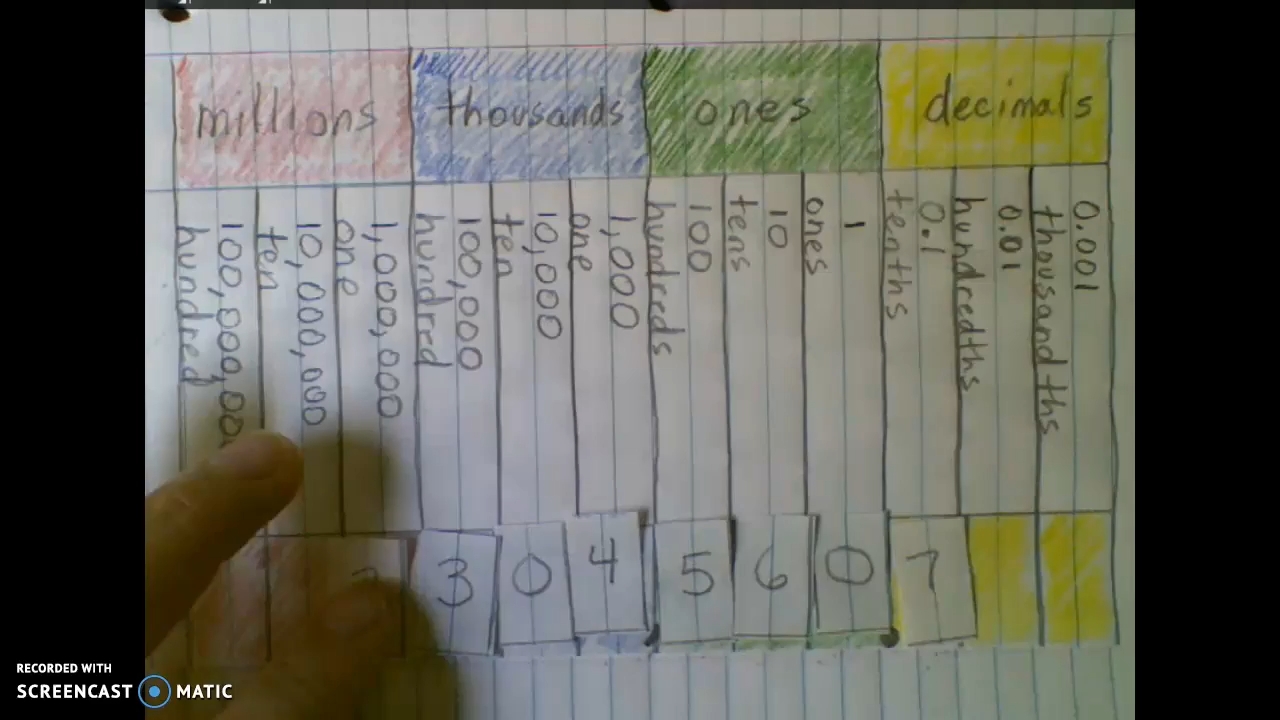 millions thousands ones decimals
hundred
100,000,00
ten
10,000,000
one
1,000,000
hundred
100,000
ten
10,000
one
1,000
hundreds
100
tens
10
ones
1
tenths
0.1
hundredths
0.01
thousandths
0.001
3 0 4 5 6 0 7
RECORDED WITH
SCREENCAST MATIC